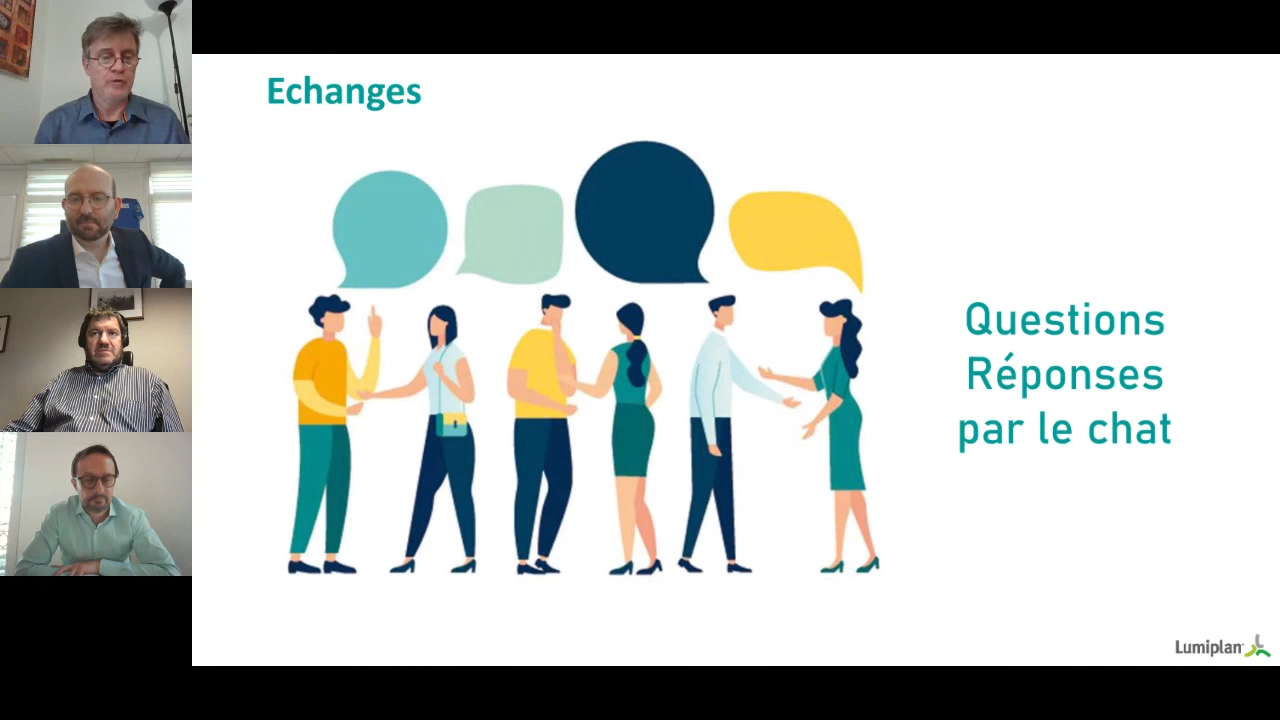 Echanges
Questions
Réponses
par le chat
Lumiplan